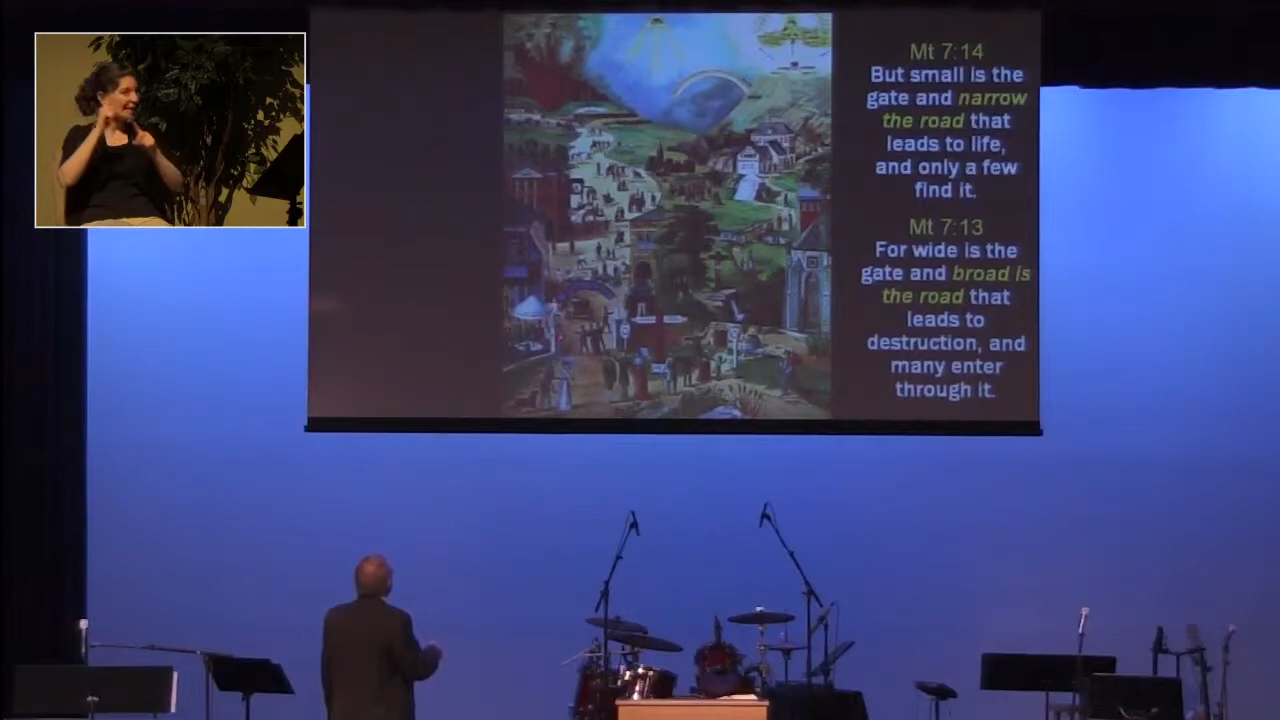 Mt 7:14
But small is the
gate and narrow
the road that
leads to life,
and only a few
find it.
Mt 7:13
For wide is the
gate and broad is
the road that
leads to
destruction, and
many enter
through it.